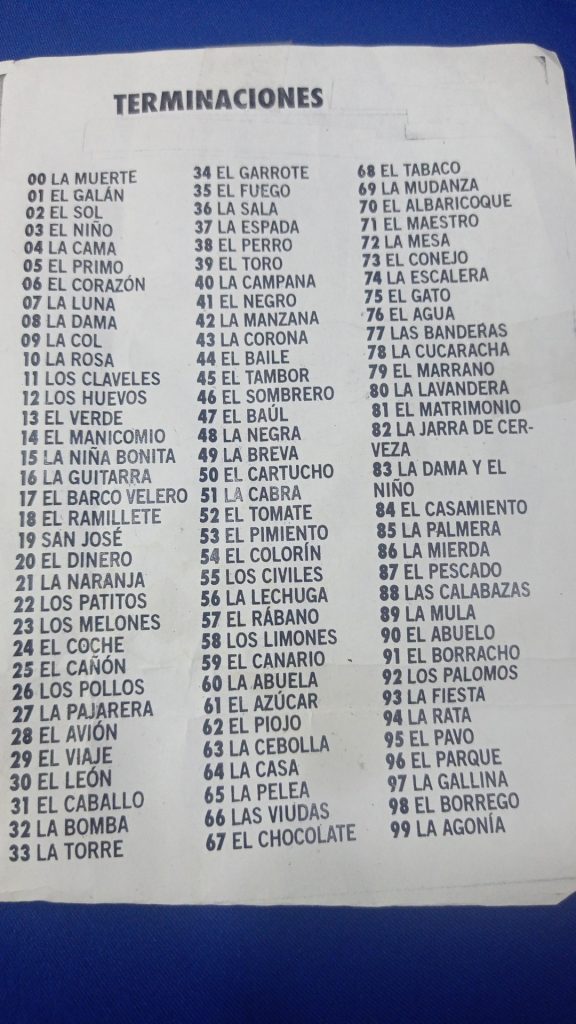 TERMINACIONES
00 LA MUERTE
01 EL GALÁN
02 EL SOL
03 EL NIÑO
04 LA CAMA
05 EL PRIMO
06 EL CORAZÓN
07 LA LUNA
08 LA DAMA
09 LA COL
10 LA ROSA
11 LOS CLAVELES
12 LOS HUEVOS
13 EL VERDE
14 EL MANICOMIO
15 LA NIÑA BONITA
16 LA GUITARRA
17 EL BARCO VELERO
18 EL RAMILLETE
19 SAN JOSÉ
20 EL DINERO
21 LA NARANJA
22 LOS PATITOS
23 LOS MELONES
24 EL COCHE
25 EL CAÑÓN
26 LOS POLLOS
27 LA PAJARERA
28 EL AVIÓN
29 EL VIAJE
30 EL LEÓN
31 EL CABALLO
32 LA BOMBA
33 LA TORRE
34 EL GARROTE
35 EL FUEGO
36 LA SALA
37 LA ESPADA
38 EL PERRO
39 EL TORO
40 LA CAMPANA
41 EL NEGRO
42 LA MANZANA
43 LA CORONA
44 EL BAILE
45 EL TAMBOR
46 EL SOMBRERO
47 EL BAÚL
48 LA NEGRA
49 LA BREVA
50 EL CARTUCHO
51 LA CABRA
52 EL TOMATE
53 EL PIMIENTO
54 EL COLORÍN
55 LOS CIVILES
56 LA LECHUGA
57 EL RÁBANO
58 LOS LIMONES
59 EL CANARIO
60 LA ABUELA
61 EL AZÚCAR
62 EL PIOJO
63 LA CEBOLLA
64 LA CASA
65 LA PELEA
66 LAS VIUDAS
67 EL CHOCOLATE
68 EL TABACO
69 LA MUDANZA
70 EL ALBARICOQUE
71 EL MAESTRO
72 LA MESA
73 EL CONEJO
74 LA ESCALERA
75 EL GATO
76 EL AGUA
77 LAS BANDERAS
78 LA CUCARACHA
79 EL MARRANO
80 LA LAVANDERA
81 EL MATRIMONIO
82 LA JARRA DE CER-
VEZA
83 LA DAMA Y EL
NIÑO
84 EL CASAMIENTO
85 LA PALMERA
86 LA MIERDA
87 EL PESCADO
88 LAS CALABAZAS
89 LA MULA
90 EL ABUELO
91 EL BORRACHO
92 LOS PALOMOS
93 LA FIESTA
94 LA RATA
95 EL PAVO
96 EL PARQUE
97 LA GALLINA
98 EL BORREGO
99 LA AGONÍA